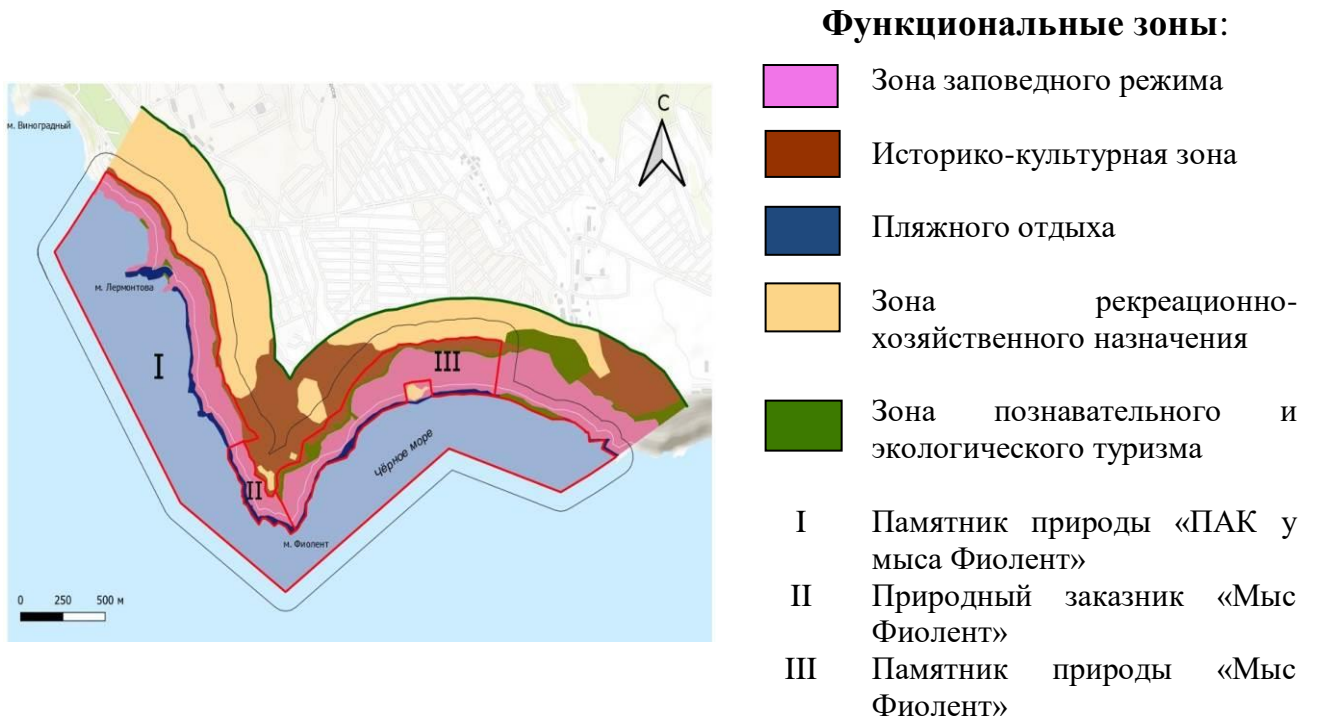 Функциональные зоны:
Зона заповедного режима
Историко-культурная зона
Пляжного отдыха
Зона рекреационно-
хозяйственного назначения
Зона познавательного и
экологического туризма
I Памятник природы «ПАК у
мыса Фиолент»
II Природный заказник «Мыс
Фиолент»
III Памятник природы «Мыс
Фиолент»
С
м. Виноградный
м. Лермонтова
I
III
II
Чёрное море
м. Фиолент
0 250 500 м